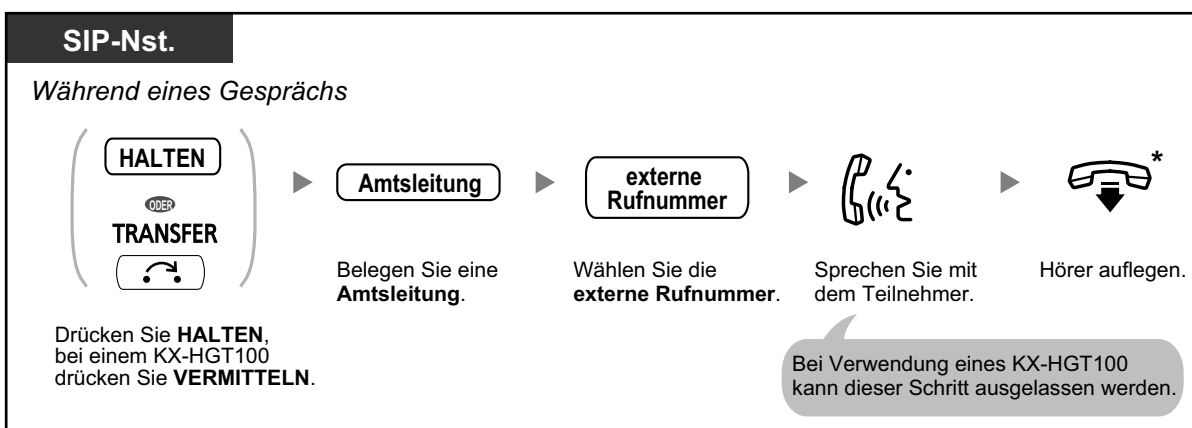 SIP-Nst.
Während eines Gesprächs
HALTEN
ODER
TRANSFER
Drücken Sie HALTEN,
bei einem KX-HGT100
drücken Sie VERMITTELN.
Amtsleitung
Belegen Sie eine
Amtsleitung.
externe
Rufnummer
Wählen Sie die
externe Rufnummer.
Sprechen Sie mit
dem Teilnehmer.
Bei Verwendung eines KX-HGT100
kann dieser Schritt ausgelassen werden.
*
Hörer auflegen.